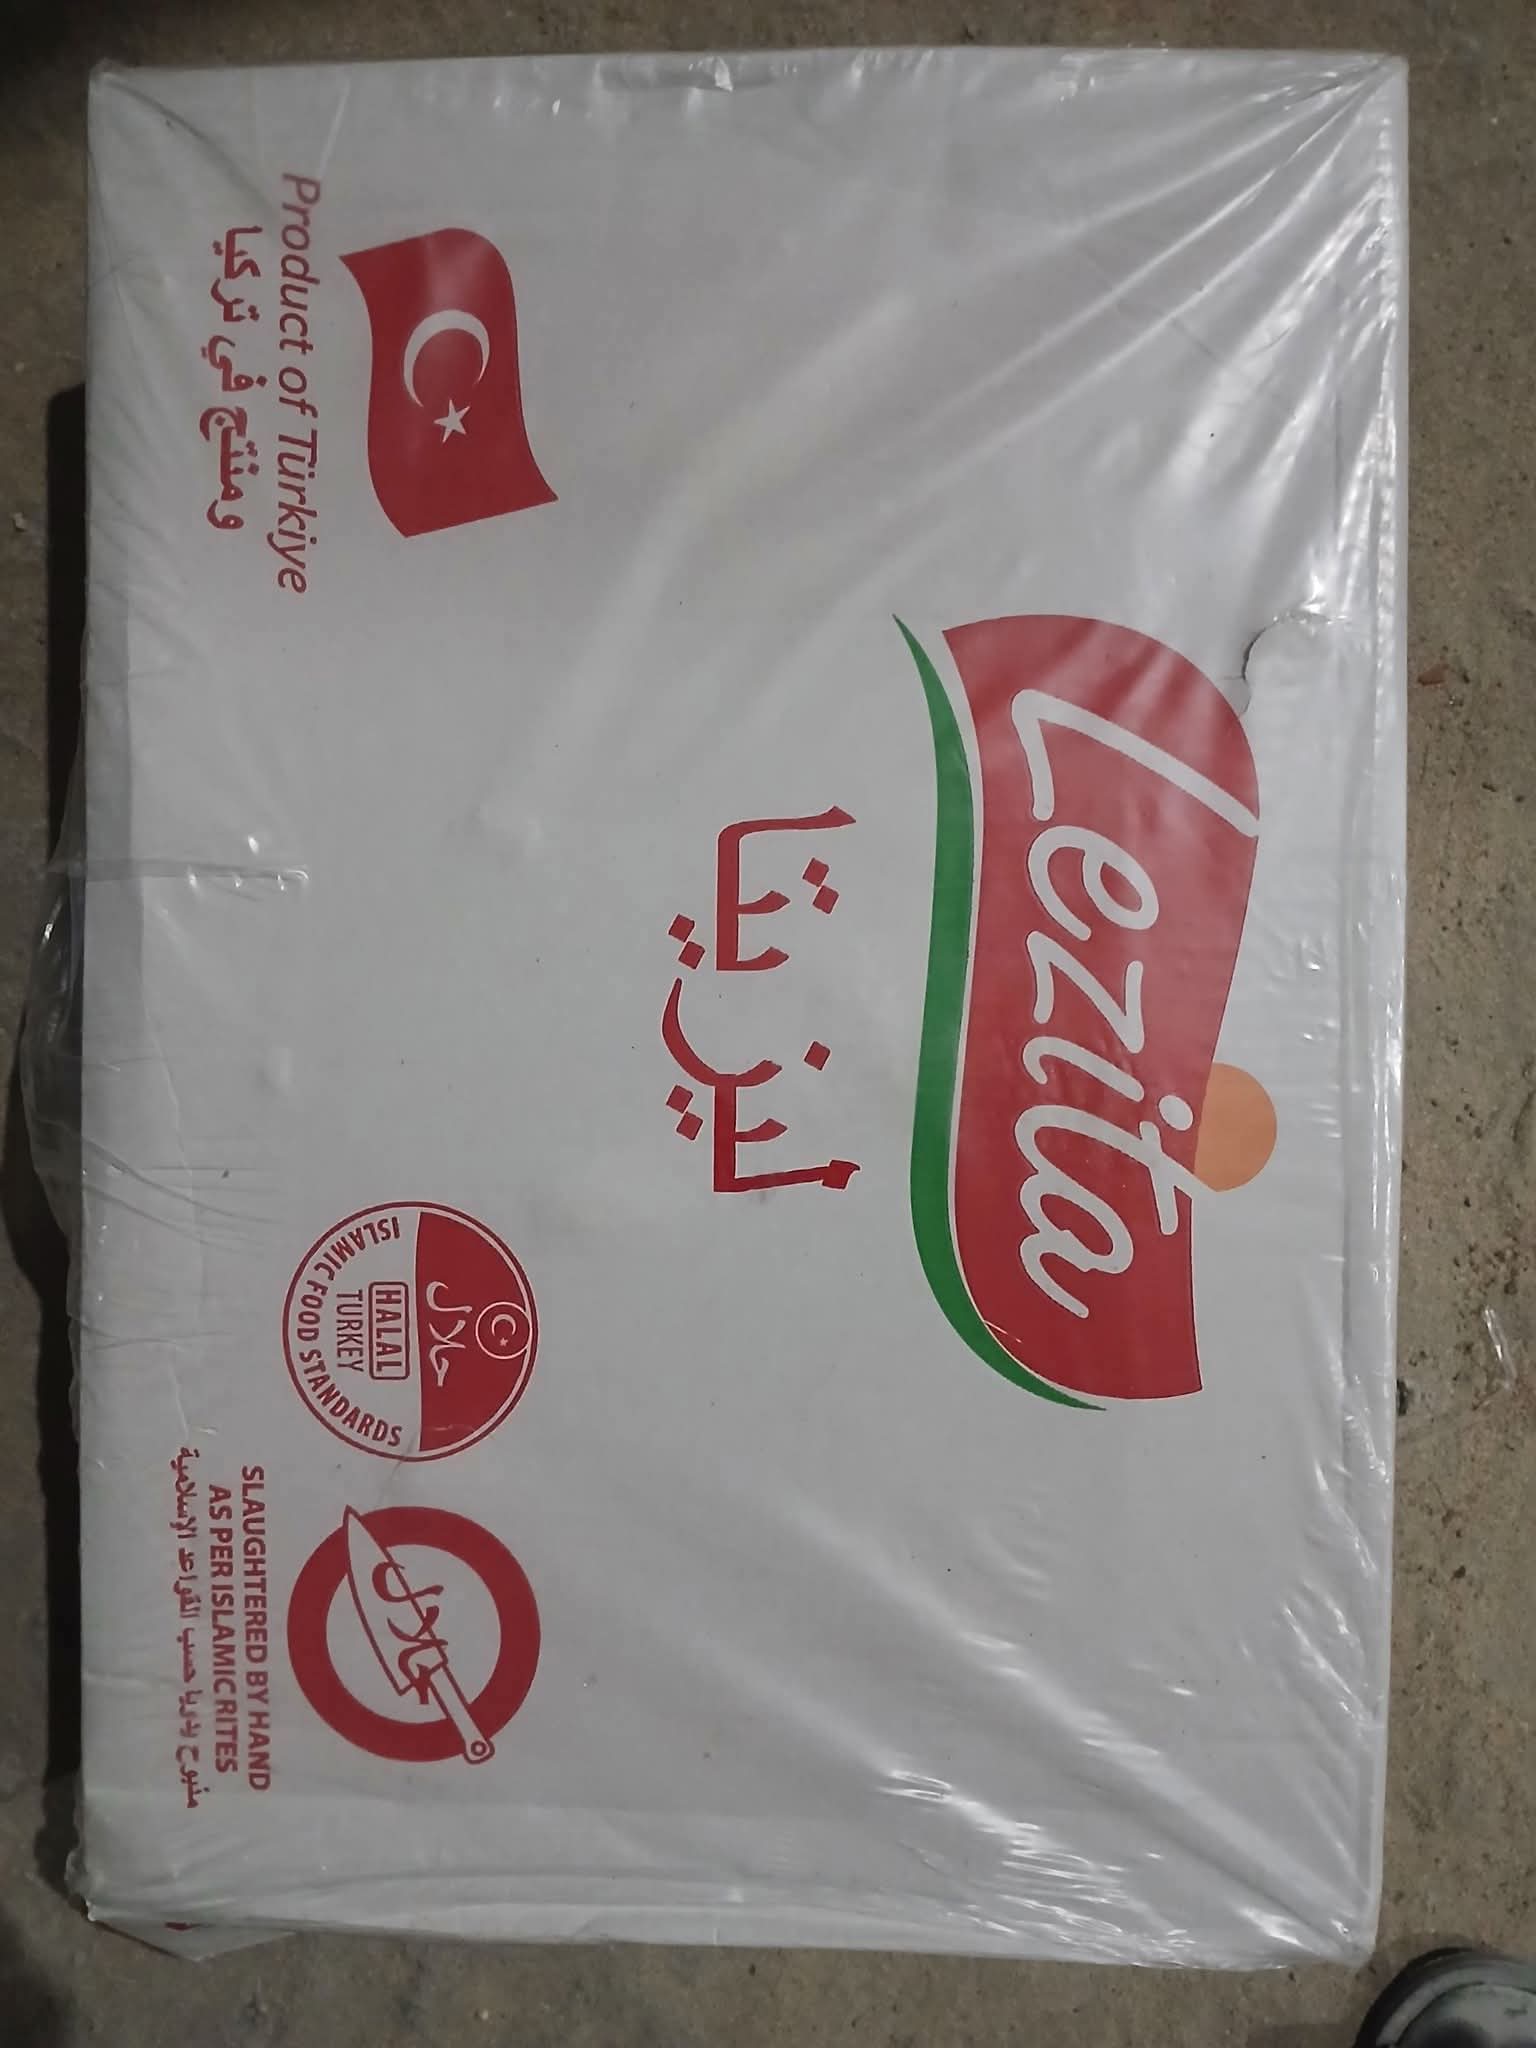 Lezita
ليزيتا
Product of Türkiye
ومنتج في تركيا
حلال
HALAL
TURKEY
ISLAMIC FOOD STANDARDS
حلال
SLAUGHTERED BY HAND
AS PER ISLAMIC RITES
مذبوح يدويا حسب القواعد الإسلامية